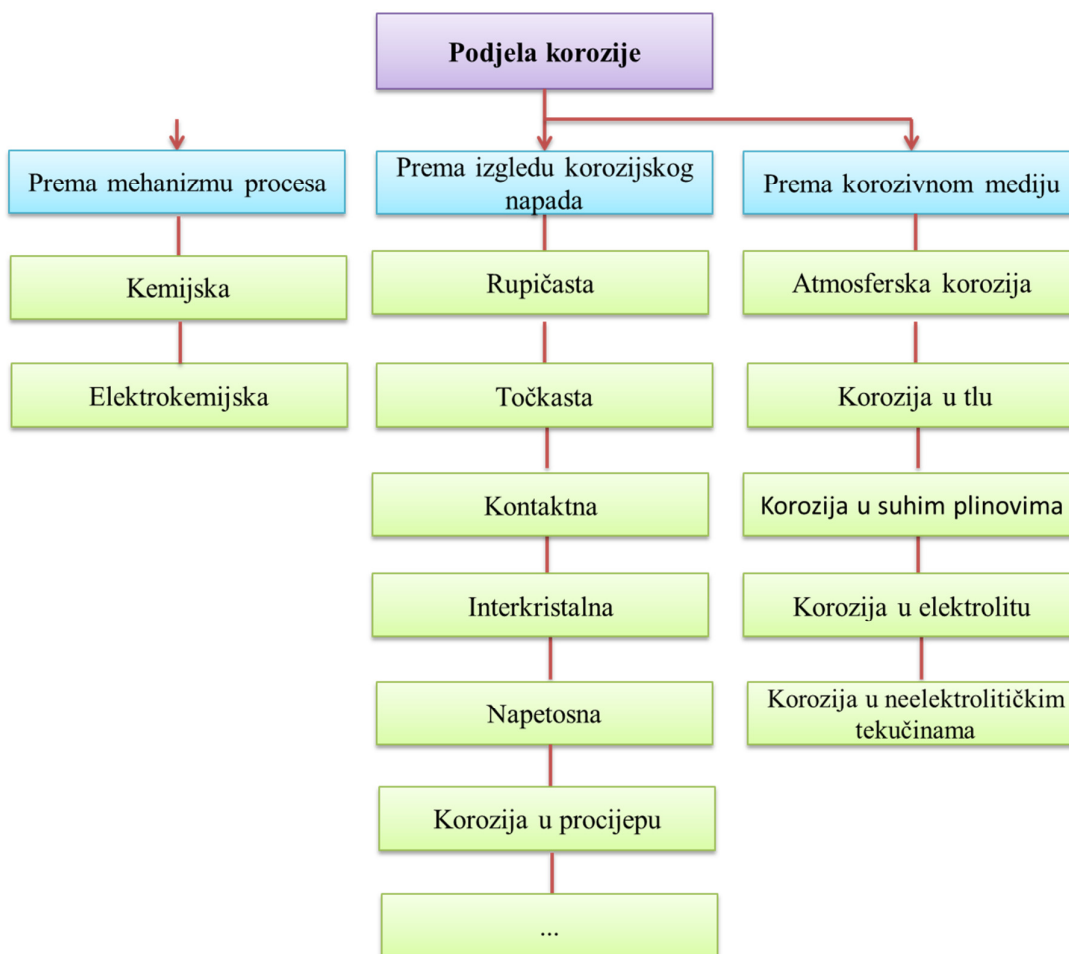 Podjela korozije
Prema mehanizmu procesa
Kemijska
Elektrokemijska
Prema izgledu korozijskog
napada
Rupičasta
Točkasta
Kontaktna
Interkristalna
Napetosna
Korozija u procijepu
...
Prema korozivnom mediju
Atmosferska korozija
Korozija u tlu
Korozija u suhim plinovima
Korozija u elektrolitu
Korozija u neelektrolitičkim
tekučinama